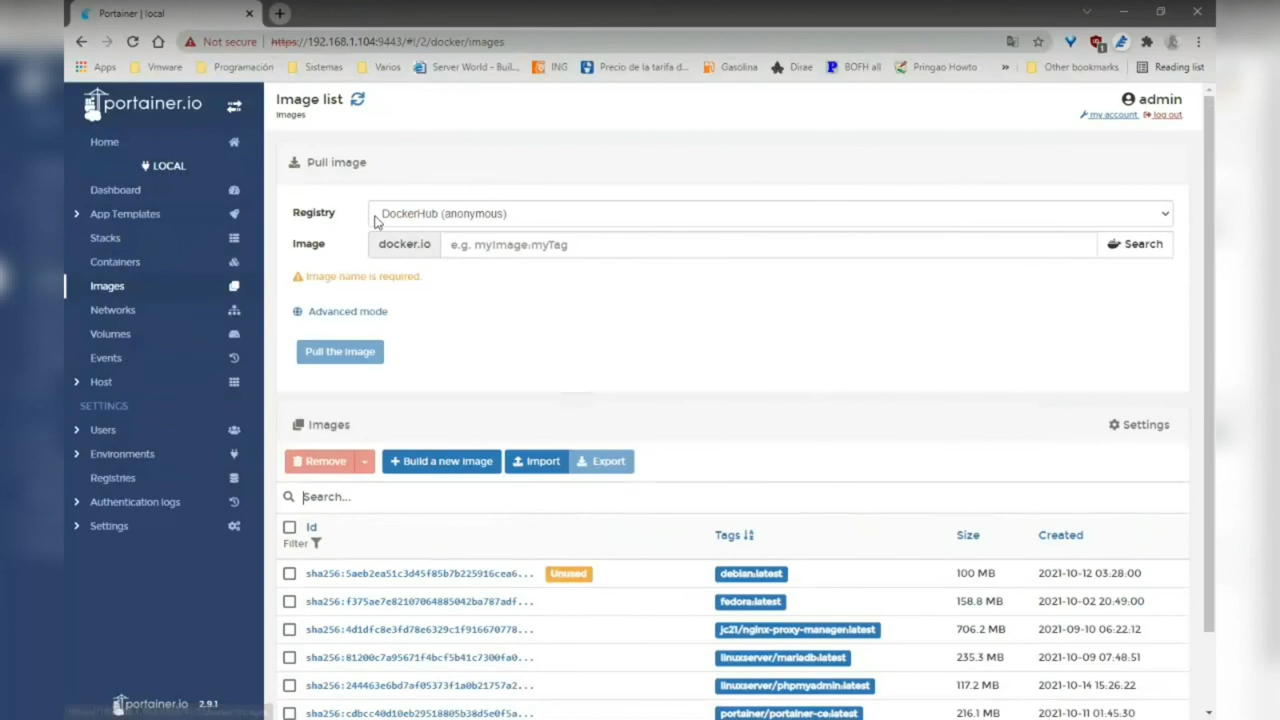 Portainer | local
Not secure | https://192.168.1.104:9443/#!/2/docker/images
Apps Vmware Programación Sistemas Varios Server World - Buil... ING Precio de la tarifa d... Gasolina Dirae BOFH all Pringao Howto » Other bookmarks Reading list
portainer.io
Image list
admin
Images
my account log out
Home
LOCAL
Dashboard
App Templates
Stacks
Containers
Images
Networks
Volumes
Events
Host
SETTINGS
Users
Environments
Registries
Authentication logs
Settings
portainer.io 2.9.1
Pull image
Registry DockerHub (anonymous)
Image docker.io e.g. myImage:myTag Search
Image name is required.
Advanced mode
Pull the image
Images Settings
Remove + Build a new image Import Export
Search...
Id
Filter
Tags Size Created
sha256:5aeb2ea51c3d45f85b7b225916cea6... Unused debian:latest 100 MB 2021-10-12 03:28:00
sha256:f375ae7e82107064885042ba787adf... fedora:latest 158.8 MB 2021-10-02 20:49:00
sha256:4d1dfc8e3fd78e6329c1f916670778... jc21/nginx-proxy-manager:latest 706.2 MB 2021-09-10 06:22:12
sha256:81200c7a95671f4bcf5b41c7300fa0... linuxserver/mariadb:latest 235.3 MB 2021-10-09 07:48:51
sha256:244463e6bd7af05373f1a0b21757a2... linuxserver/phpmyadmin:latest 117.2 MB 2021-10-14 15:26:22
sha256:cdbcc40d10eb29518805b38d5e0f5a... portainer/portainer-ce:latest 216.1 MB 2021-10-11 01:45:30